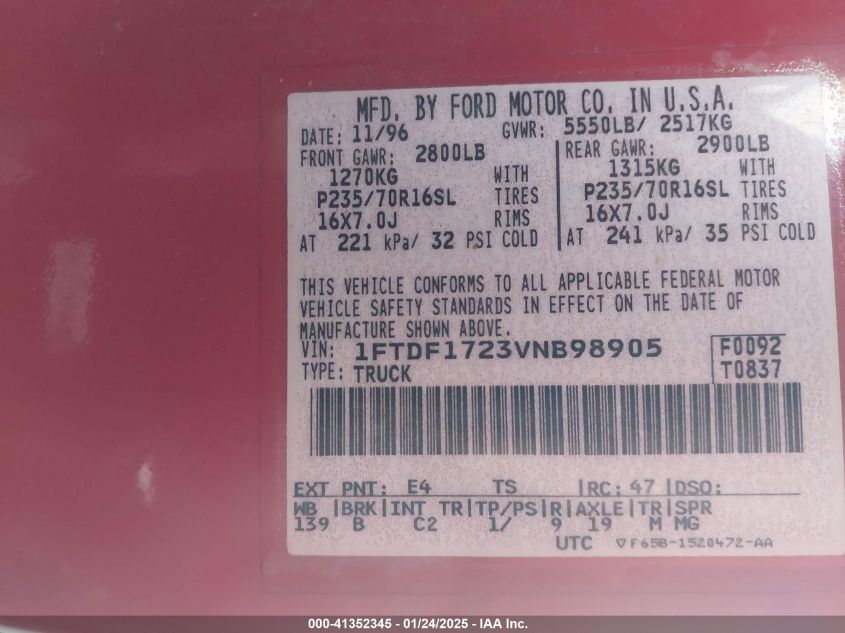 MFD. BY FORD MOTOR CO. IN U.S.A.
DATE: 11/96 GVWR: 5550LB/ 2517KG
FRONT GAWR: 2800LB REAR GAWR: 2900LB
1270KG WITH 1315KG WITH
P235/70R16SL TIRES P235/70R16SL TIRES
16X7.0J RIMS 16X7.0J RIMS
AT 221 kPa/ 32 PSI COLD AT 241 kPa/ 35 PSI COLD
THIS VEHICLE CONFORMS TO ALL APPLICABLE FEDERAL MOTOR
VEHICLE SAFETY STANDARDS IN EFFECT ON THE DATE OF
MANUFACTURE SHOWN ABOVE.
VIN: 1FTDF1723VNB98905 F0092
TYPE: TRUCK T0837
EXT PNT: E4 TS RC: 47 DSO:
WB BRK INT TR TP/PS R AXLE TR SPR
139 B C2 1/ 9 19 M MG
UTC F65B-1520472-AA
000-41352345 - 01/24/2025 - IAA Inc.